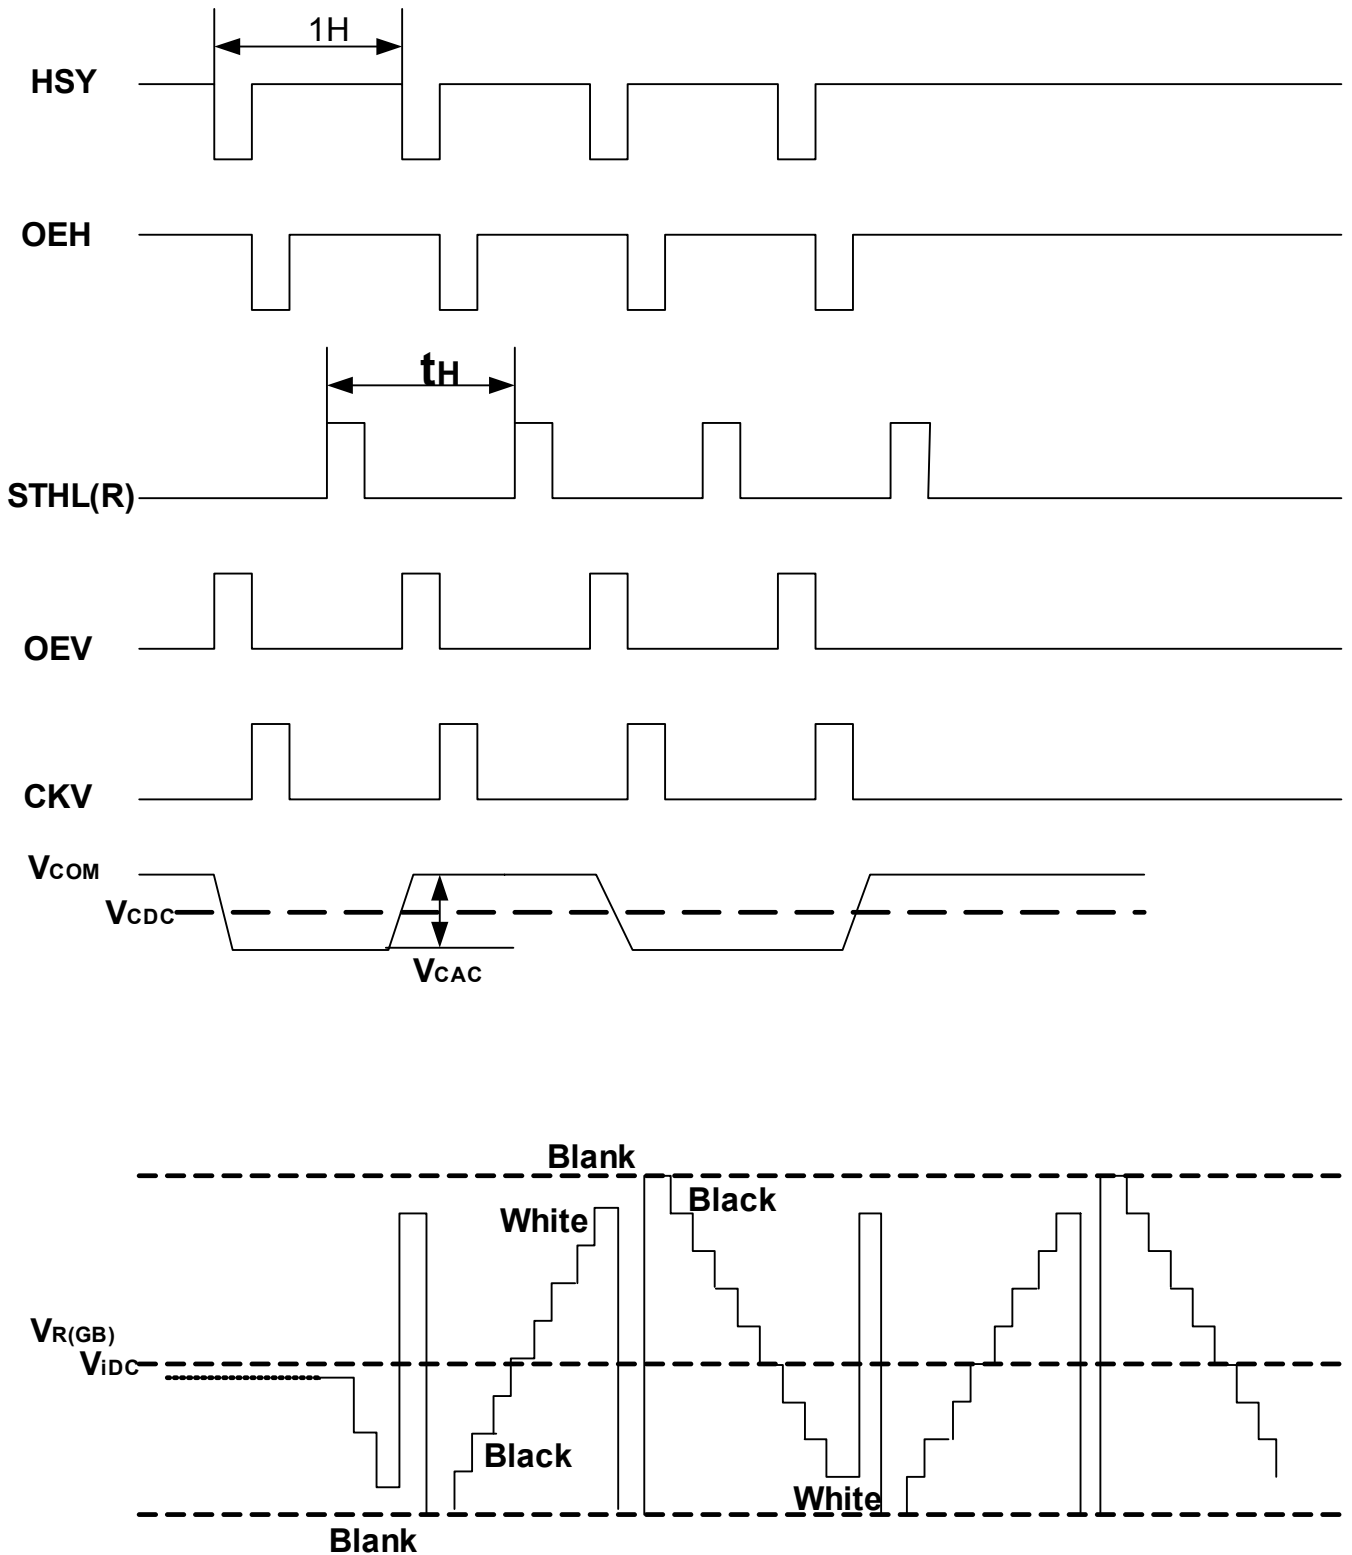 1H
HSY
OEH
tH
STHL(R)
OEV
CKV
VCOM
VCDC
VCAC
Blank
Black
White
VR(GB)
ViDC
Black
White
Blank